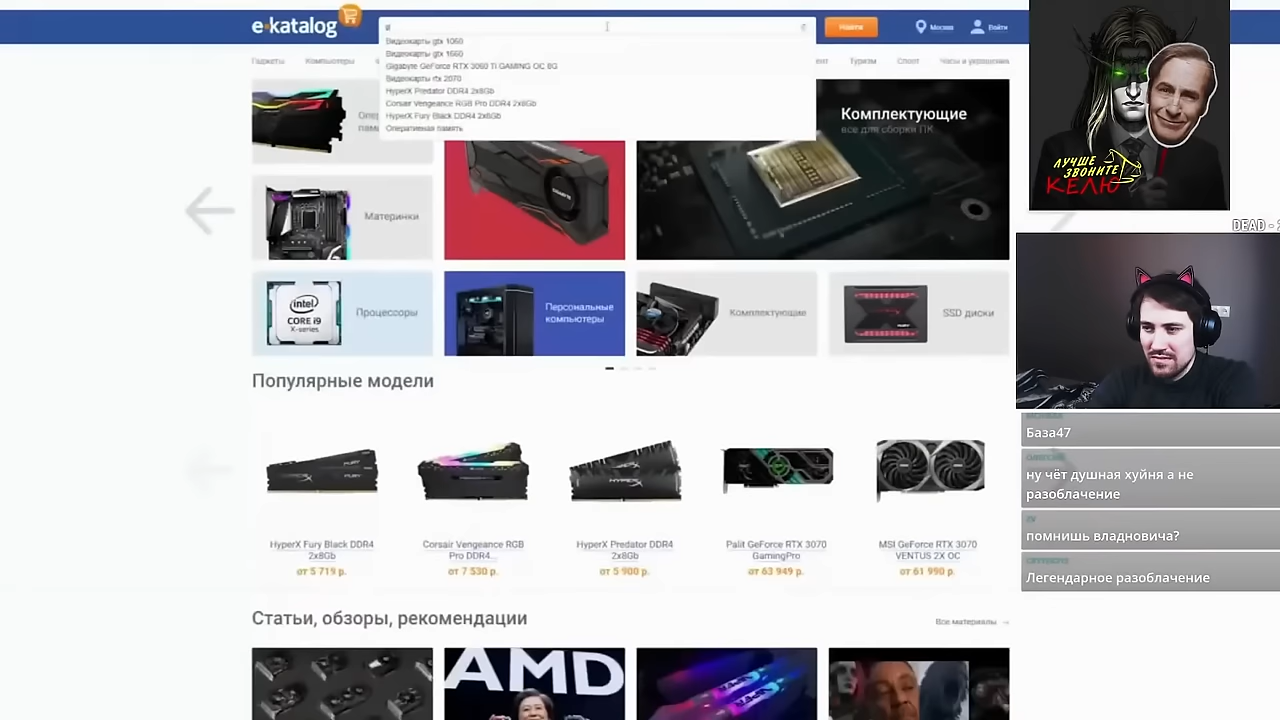 e·katalog
Найти
Москва
Войти
Видеокарты gtx 1060
Видеокарты gtx 1660
Gigabyte GeForce RTX 3060 Ti GAMING OC 8G
Видеокарты rtx 2070
HyperX Predator DDR4 2x8Gb
Corsair Vengeance RGB Pro DDR4 2x8Gb
HyperX Fury Black DDR4 2x8Gb
Оперативная память
Гаджеты
Компьютеры
Туризм
Спорт
Часы и украшения
Комплектующие
все для сборки ПК
Материнки
intel
CORE i9
X-series
Процессоры
Персональные
компьютеры
Комплектующие
SSD диски
Популярные модели
HyperX Fury Black DDR4
2x8Gb
от 5 719 р.
Corsair Vengeance RGB
Pro DDR4...
от 7 530 р.
HyperX Predator DDR4
2x8Gb
от 5 900 р.
Palit GeForce RTX 3070
GamingPro
от 63 949 р.
MSI GeForce RTX 3070
VENTUS 2X OC
от 61 990 р.
Статьи, обзоры, рекомендации
Все материалы →
AMD
ЛУЧШЕ
ЗВОНИТЕ
КЕЛЮ
DEAD -
База47
ну чёт душная хуйня а не
разоблачение
помнишь владновича?
Легендарное разоблачение